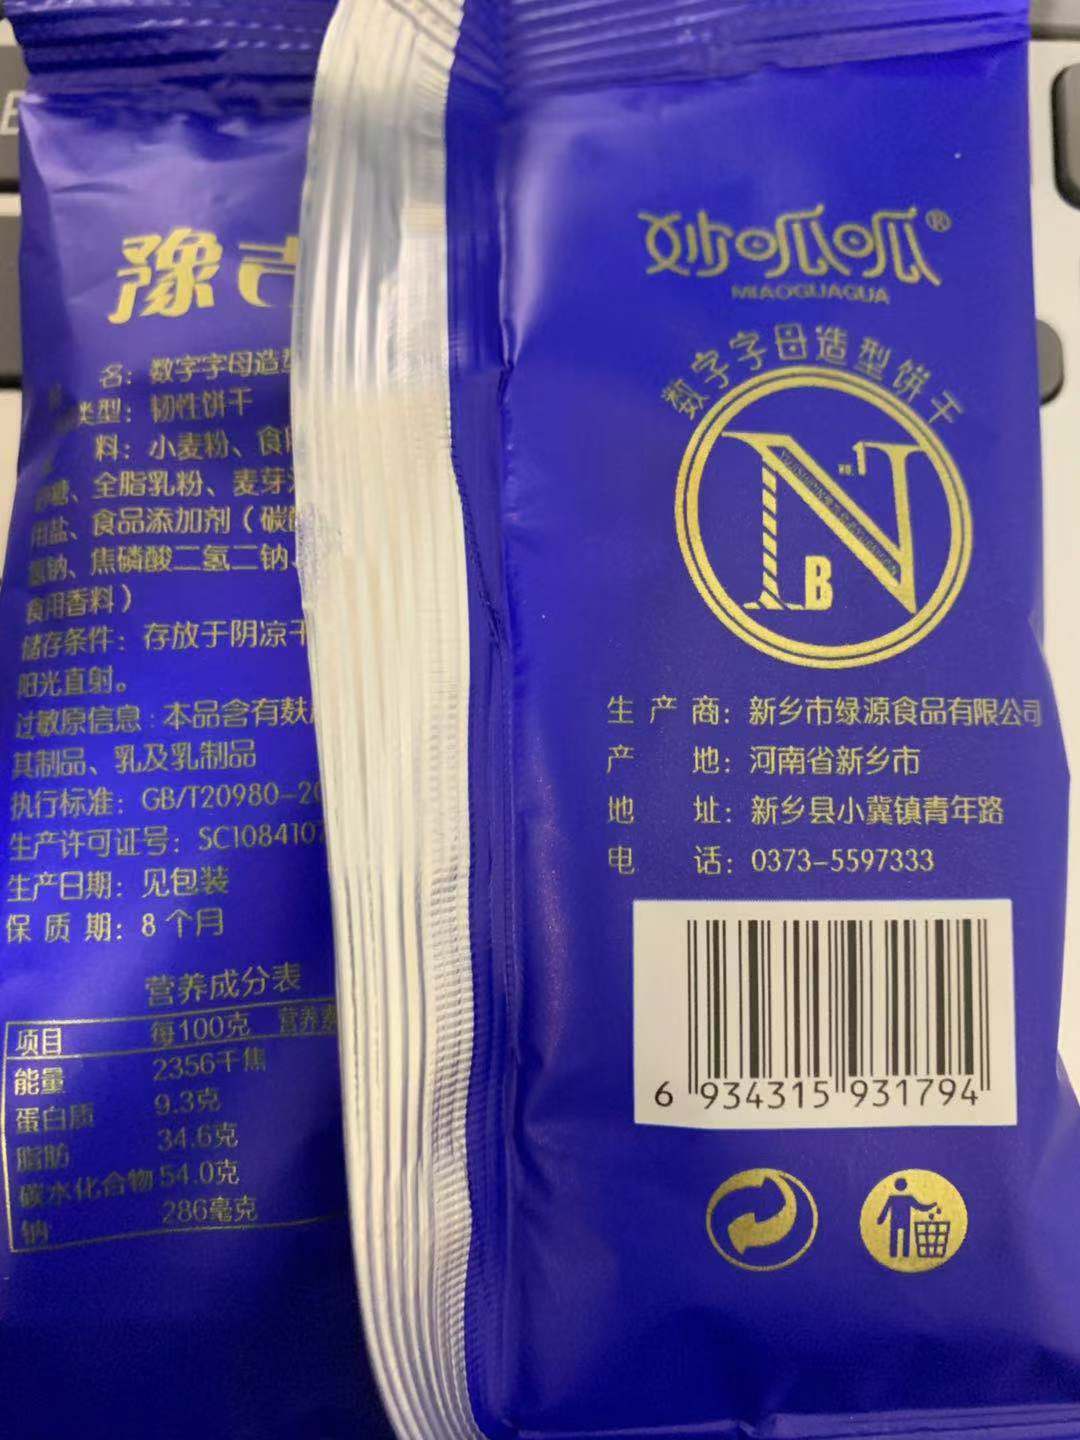 豫吉
名：数字字母造型
类型：韧性饼干
料：小麦粉、食
糖、全脂乳粉、麦芽
用盐、食品添加剂（碳酸
氢钠、焦磷酸二氢二钠、
食用香料）
储存条件：存放于阴凉干
阳光直射。
过敏原信息：本品含有麸
其制品、乳及乳制品
执行标准：GB/T20980-20
生产许可证号：SC1084107
生产日期：见包装
保质期：8个月
营养成分表
项目 每100克 营养素
能量 2356千焦
蛋白质 9.3克
脂肪 34.6克
碳水化合物 54.0克
钠 286毫克
妙呱呱®
MIAOGUAGUA
数字字母造型饼干
NO.1
B
生产商：新乡市绿源食品有限公司
产地：河南省新乡市
地址：新乡县小冀镇青年路
电话：0373-5597333
6 934315 931794